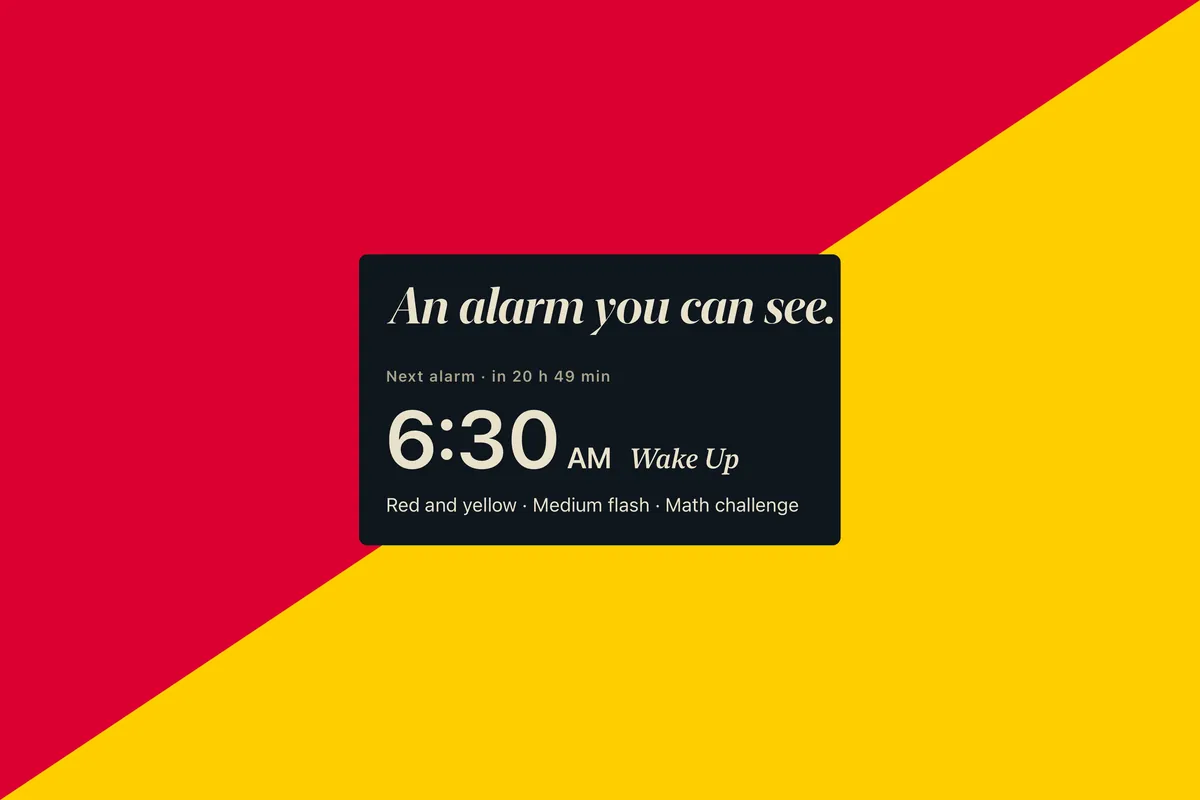 An alarm you can see.
Next alarm · in 20 h 49 min
6:30 AM Wake Up
Red and yellow · Medium flash · Math challenge